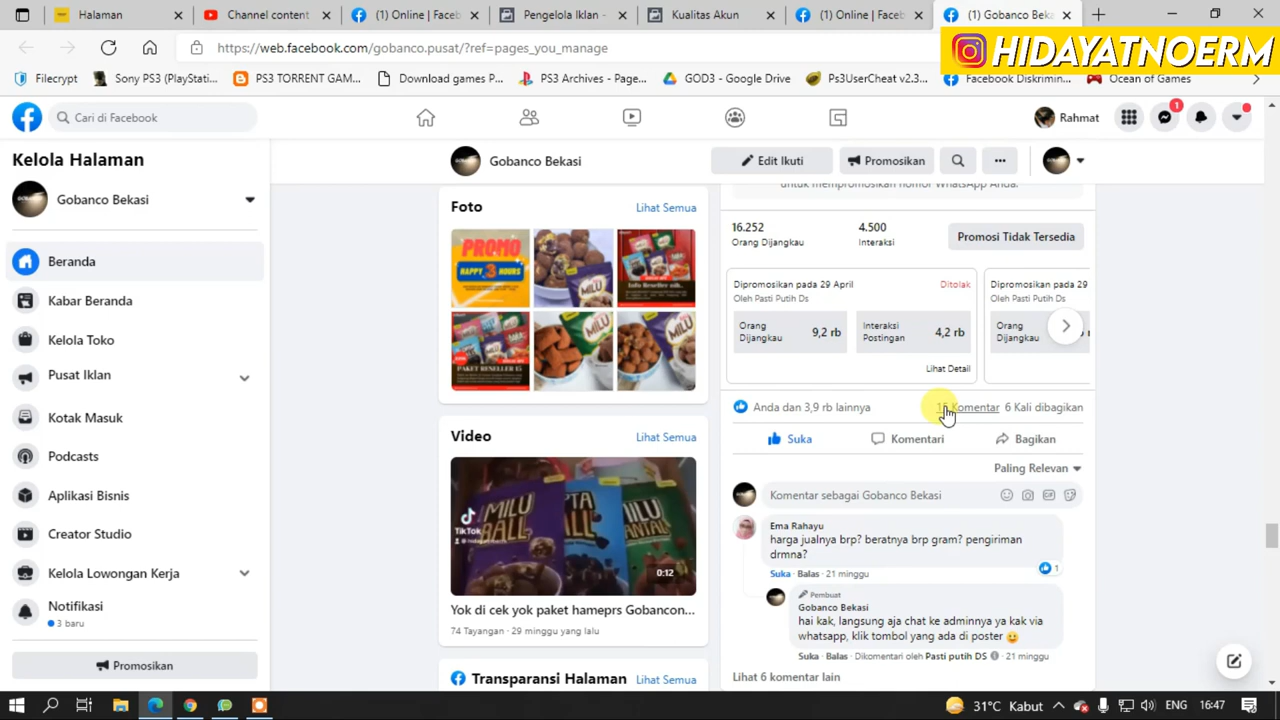 Halaman
Channel content
(1) Online | Faceb
Pengelola Iklan -
Kualitas Akun
(1) Online | Faceb
(1) Gobanco Beka
https://web.facebook.com/gobanco.pusat/?ref=pages_you_manage
HIDAYATNOERM
Filecrypt
Sony PS3 (PlayStati...
PS3 TORRENT GAM...
Download games P...
PS3 Archives - Page...
GOD3 - Google Drive
Ps3UserCheat v2.3...
Facebook Diskrimin...
Ocean of Games
Cari di Facebook
Rahmat
1
Kelola Halaman
Gobanco Bekasi
Edit Ikuti
Promosikan
Gobanco Bekasi
Beranda
Kabar Beranda
Kelola Toko
Pusat Iklan
Kotak Masuk
Podcasts
Aplikasi Bisnis
Creator Studio
Kelola Lowongan Kerja
Notifikasi
3 baru
Promosikan
Foto
Lihat Semua
PROMO
HAPPY 3 HOURS
Info Reseller
PAKET RESELLER 15
MILU
MILU
Video
Lihat Semua
TikTok
MILU
BALL
BALL
0:12
Yok di cek yok paket hameprs Gobancon...
74 Tayangan · 29 minggu yang lalu
Transparansi Halaman
Lihat Semua
untuk mempromosikan nomor WhatsApp Anda.
16.252
Orang Dijangkau
4.500
Interaksi
Promosi Tidak Tersedia
Dipromosikan pada 29 April
Ditolak
Oleh Pasti Putih Ds
Orang Dijangkau
9,2 rb
Interaksi Postingan
4,2 rb
Lihat Detail
Dipromosikan pada 29
Oleh Pasti Putih Ds
Orang Dijangkau
Anda dan 3,9 rb lainnya
Komentar
6 Kali dibagikan
Suka
Komentari
Bagikan
Paling Relevan
Komentar sebagai Gobanco Bekasi
Ema Rahayu
harga jualnya brp? beratnya brp gram? pengiriman
drmna?
1
Suka · Balas · 21 minggu
Pembuat
Gobanco Bekasi
hai kak, langsung aja chat ke adminnya ya kak via
whatsapp, klik tombol yang ada di poster
Suka · Balas · Dikomentari oleh Pasti putih DS · 21 minggu
Lihat 6 komentar lain
31°C Kabut
ENG
16:47